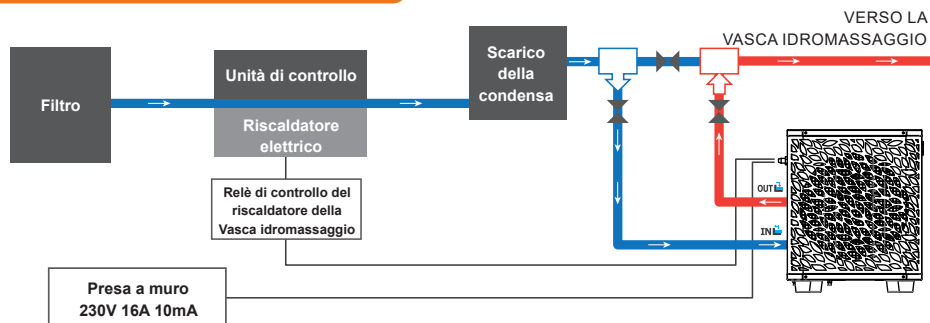 VERSO LA
VASCA IDROMASSAGGIO
Filtro
Unità di controllo
Riscaldatore
elettrico
Scarico
della
condensa
Relè di controllo del
riscaldatore della
Vasca idromassaggio
OUT
IN
Presa a muro
230V 16A 10mA